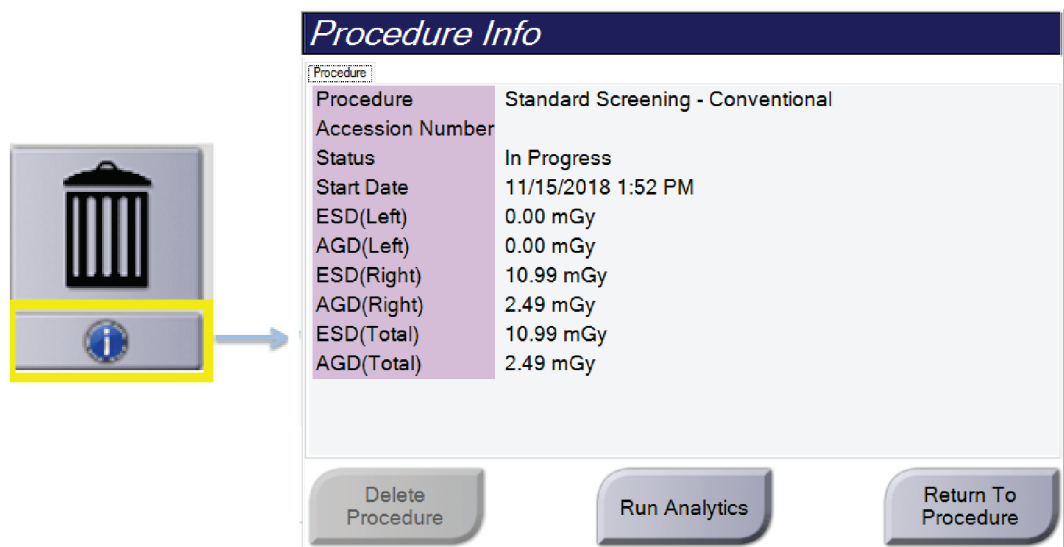 Procedure Info
Procedure
Procedure Standard Screening - Conventional
Accession Number
Status In Progress
Start Date 11/15/2018 1:52 PM
ESD(Left) 0.00 mGy
AGD(Left) 0.00 mGy
ESD(Right) 10.99 mGy
AGD(Right) 2.49 mGy
ESD(Total) 10.99 mGy
AGD(Total) 2.49 mGy
i
Delete
Procedure
Run Analytics
Return To
Procedure